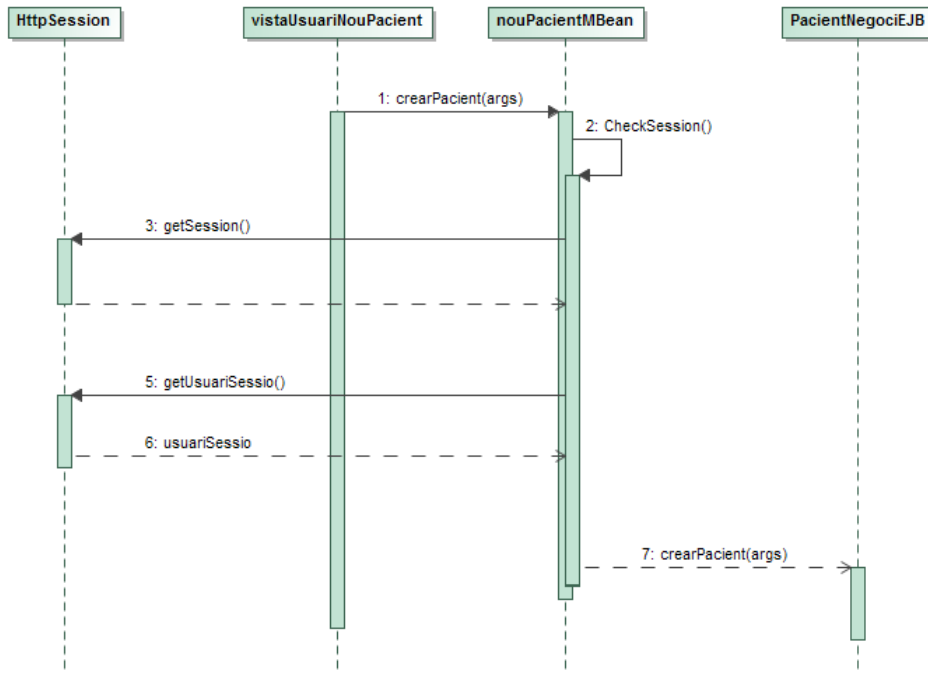 HttpSession
vistaUsuariNouPacient
nouPacientMBean
PacientNegociEJB
1: crearPacient(args)
2: CheckSession()
3: getSession()
5: getUsuariSessio()
6: usuariSessio
7: crearPacient(args)